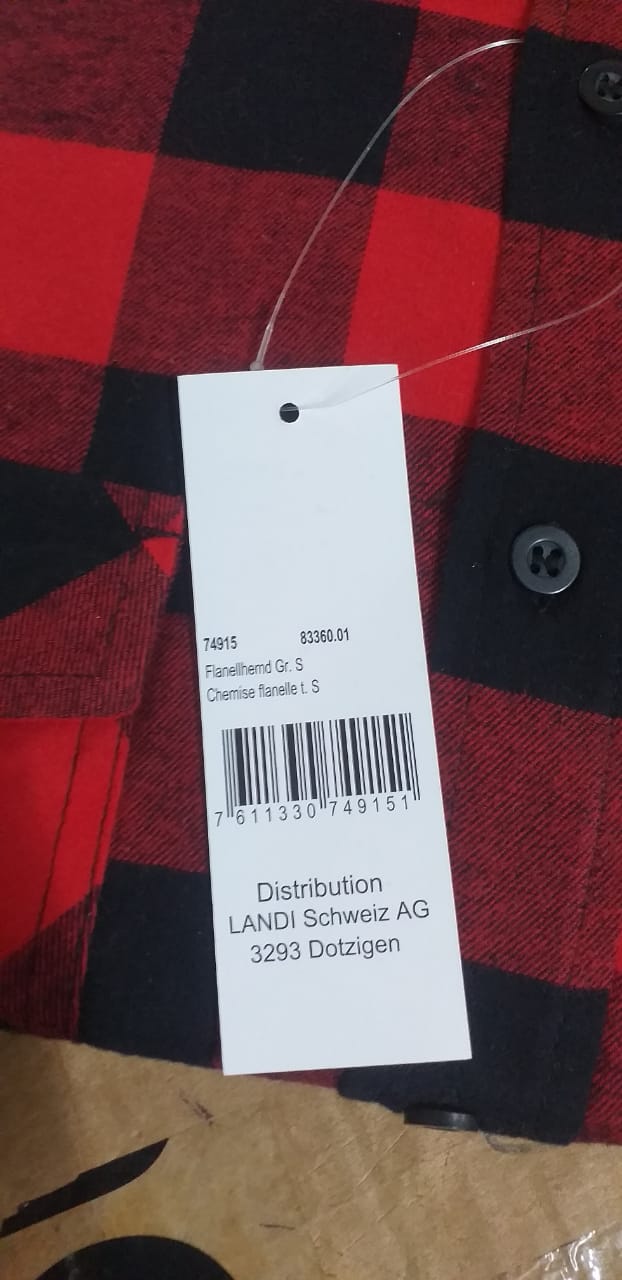 74915 83360.01
Flanellhemd Gr. S
Chemise flanelle t. S
7 611330 749151
Distribution
LANDI Schweiz AG
3293 Dotzigen